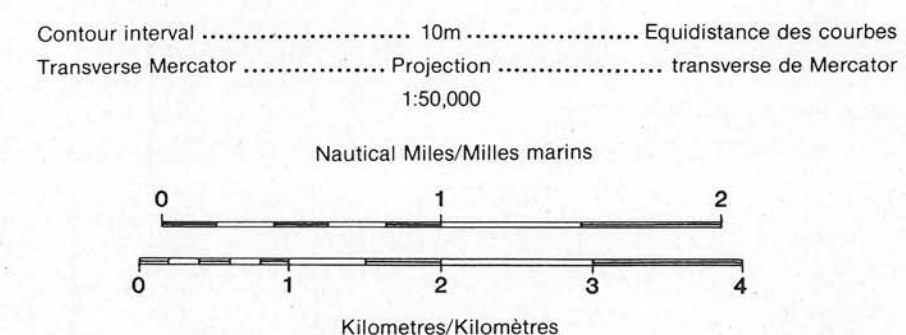 Contour interval .......................... 10m ..................... Equidistance des courbes
Transverse Mercator ................. Projection .................... transverse de Mercator
1:50,000
Nautical Miles/Milles marins
0 1 2
0 1 2 3 4
Kilometres/Kilomètres